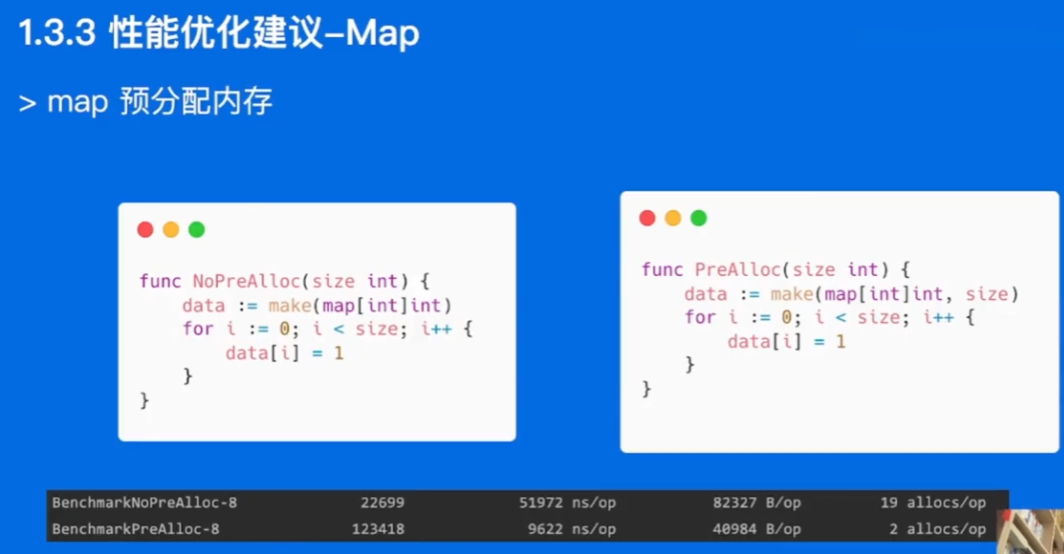 1.3.3 性能优化建议–Map
> map 预分配内存
func NoPreAlloc(size int) {
    data := make(map[int]int)
    for i := 0; i < size; i++ {
        data[i] = 1
    }
}
func PreAlloc(size int) {
    data := make(map[int]int, size)
    for i := 0; i < size; i++ {
        data[i] = 1
    }
}
BenchmarkNoPreAlloc-8 22699 51972 ns/op 82327 B/op 19 allocs/op
BenchmarkPreAlloc-8 123418 9622 ns/op 40984 B/op 2 allocs/op